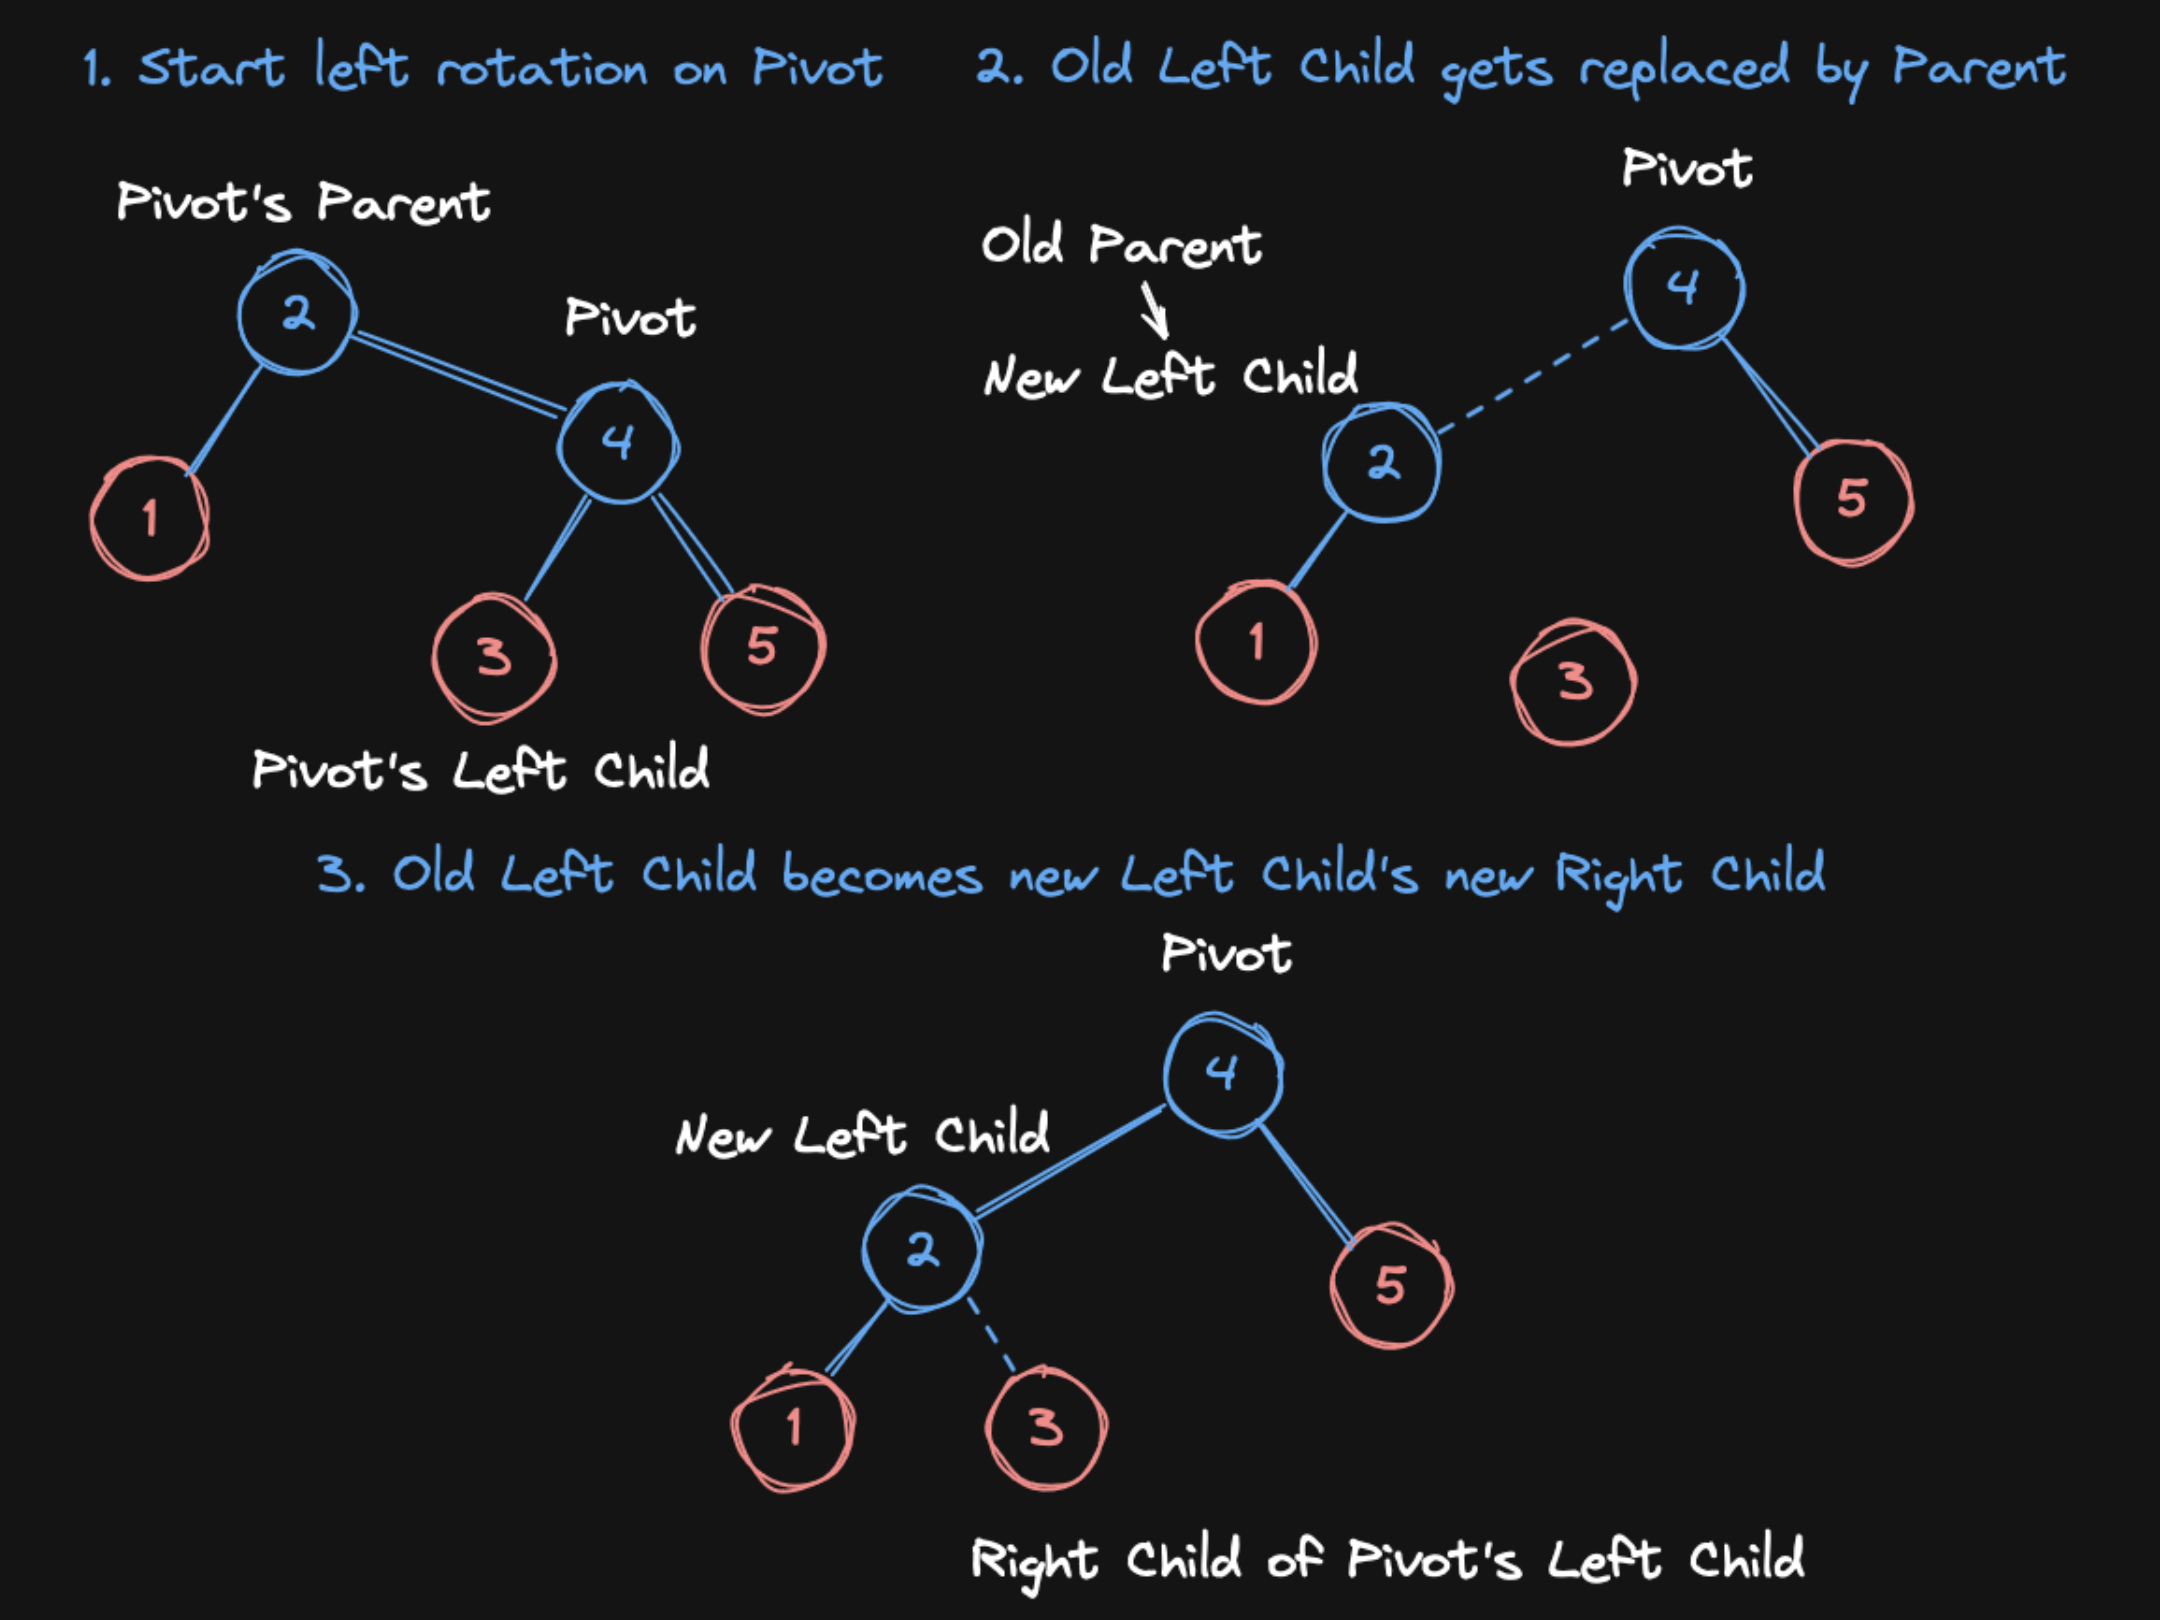 1. Start left rotation on Pivot
Pivot's Parent
2
Pivot
4
1
3
5
Pivot's Left Child
2. Old Left Child gets replaced by Parent
Pivot
4
Old Parent
New Left Child
2
5
1
3
3. Old Left Child becomes new Left Child's new Right Child
Pivot
4
New Left Child
2
5
1
3
Right Child of Pivot's Left Child